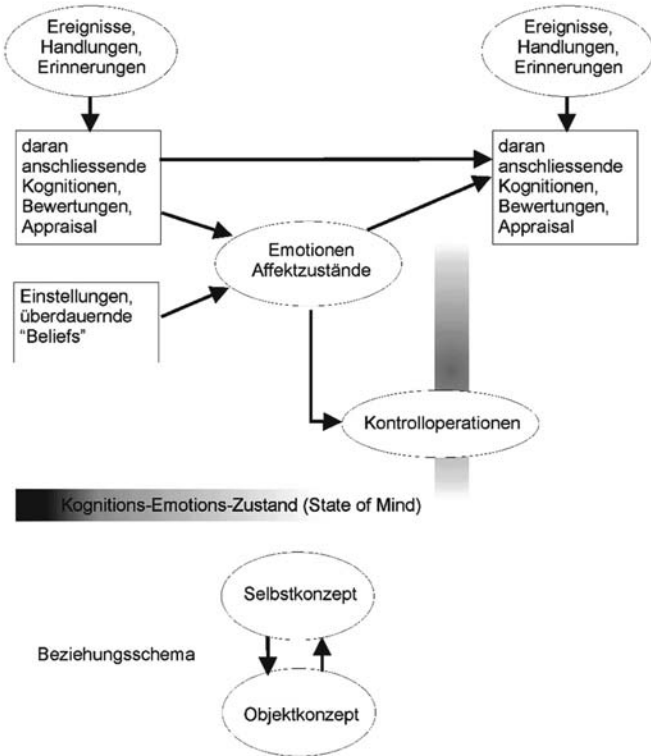 Ereignisse,
Handlungen,
Erinnerungen
Ereignisse,
Handlungen,
Erinnerungen
daran
anschliessende
Kognitionen,
Bewertungen,
Appraisal
daran
anschliessende
Kognitionen,
Bewertungen,
Appraisal
Emotionen
Affektzustände
Einstellungen,
überdauernde
“Beliefs”
Kontrolloperationen
Kognitions-Emotions-Zustand (State of Mind)
Selbstkonzept
Beziehungsschema
Objektkonzept